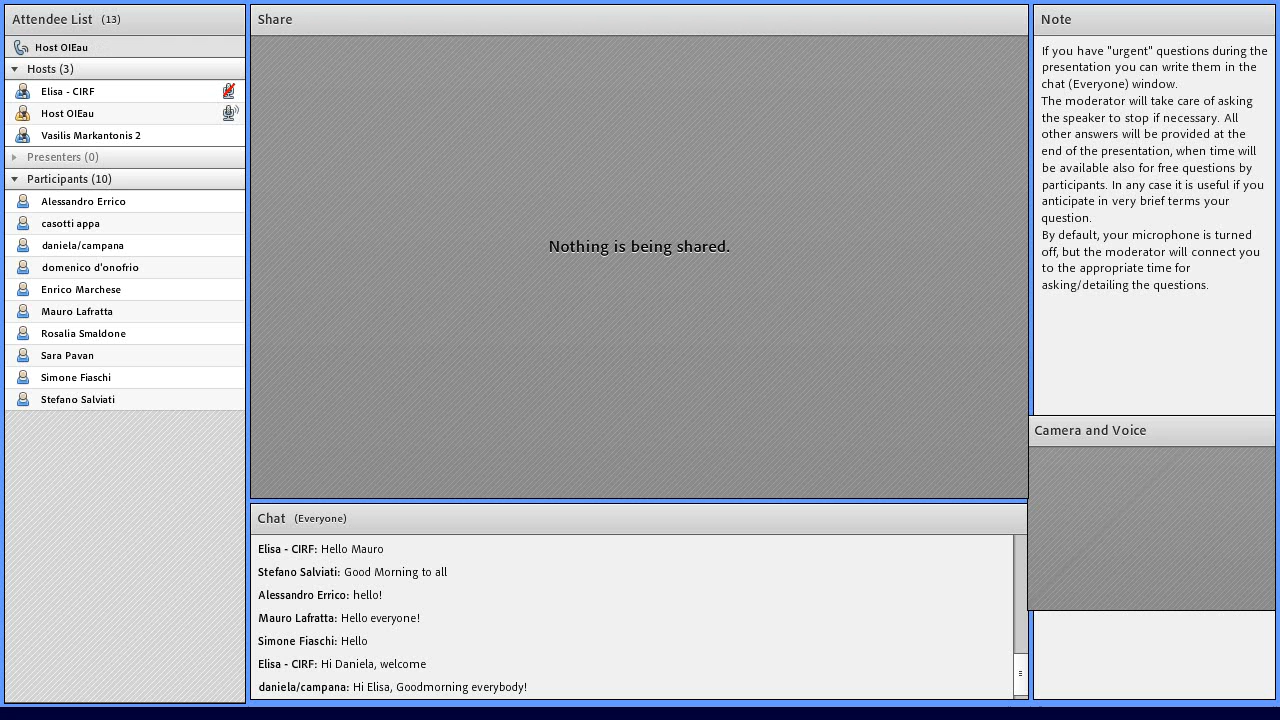 Attendee List (13)
Host OIEau
Hosts (3)
Elisa - CIRF
Host OIEau
Vasilis Markantonis 2
Presenters (0)
Participants (10)
Alessandro Errico
casotti appa
daniela/campana
domenico d'onofrio
Enrico Marchese
Mauro Lafratta
Rosalia Smaldone
Sara Pavan
Simone Fiaschi
Stefano Salviati
Share
Nothing is being shared.
Chat (Everyone)
Elisa - CIRF: Hello Mauro
Stefano Salviati: Good Morning to all
Alessandro Errico: hello!
Mauro Lafratta: Hello everyone!
Simone Fiaschi: Hello
Elisa - CIRF: Hi Daniela, welcome
daniela/campana: Hi Elisa, Goodmorning everybody!
Note
If you have "urgent" questions during the
presentation you can write them in the
chat (Everyone) window.
The moderator will take care of asking
the speaker to stop if necessary. All
other answers will be provided at the
end of the presentation, when time will
be available also for free questions by
participants. In any case it is useful if you
anticipate in very brief terms your
question.
By default, your microphone is turned
off, but the moderator will connect you
to the appropriate time for
asking/detailing the questions.
Camera and Voice